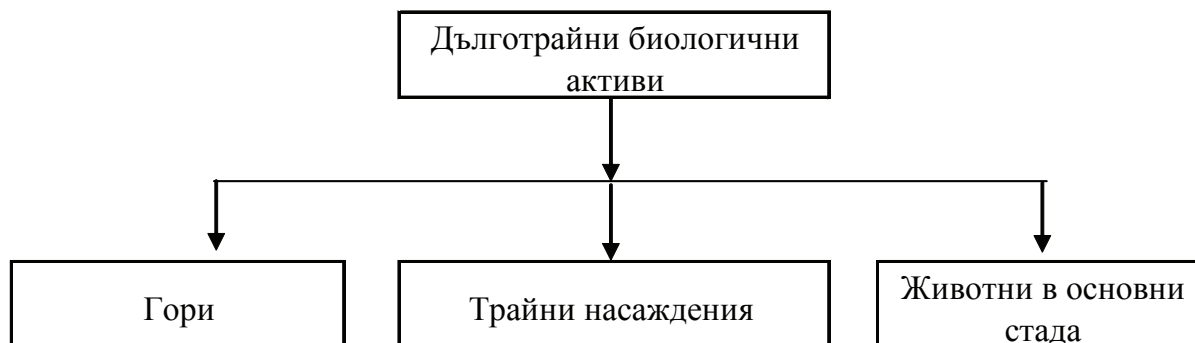 Дълготрайни биологични
активи
Гори
Трайни насаждения
Животни в основни
стада